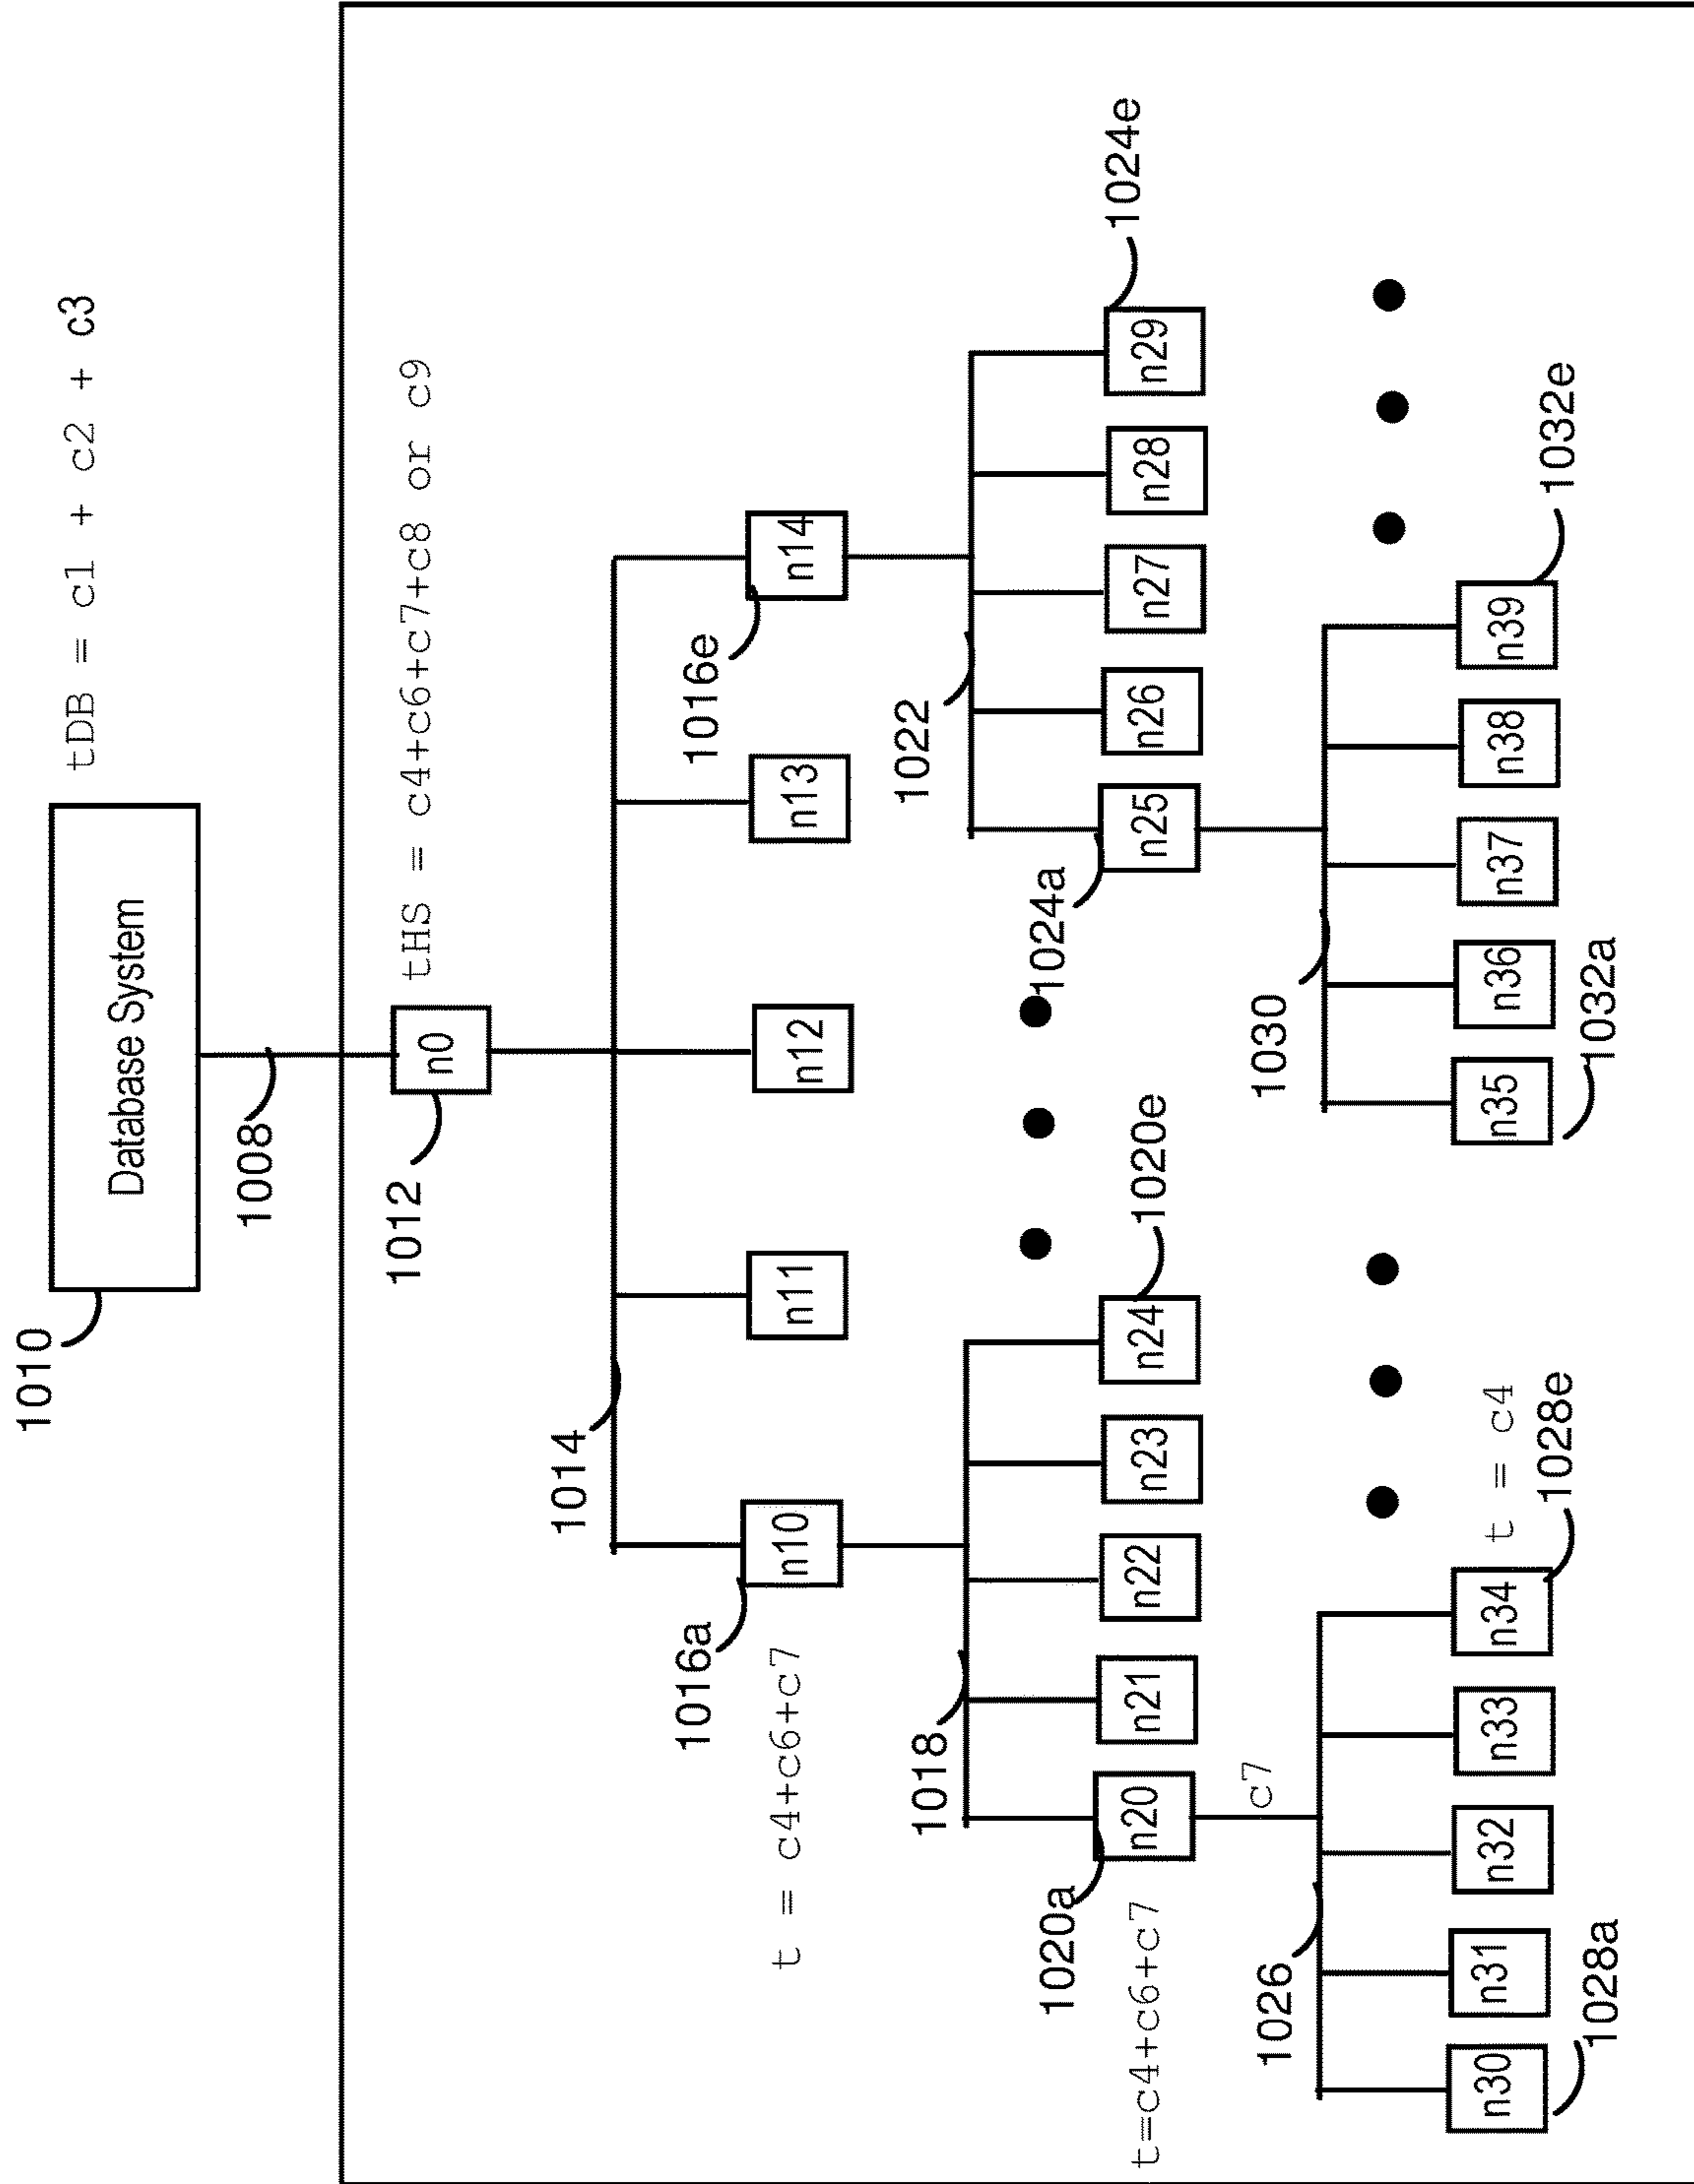 1010
Database System
tDB = c1 + c2 + c3
1008
1012
n0
tHS = c4+c6+c7+c8 or c9
1014
1016a
n10
n11
n12
n13
1016e
n14
t = c4+c6+c7
1018
1022
1020a
n20
n21
n22
n23
n24
1020e
1024a
n25
n26
n27
n28
n29
1024e
t=c4+c6+c7
c7
1026
1030
n30
n31
n32
n33
n34
t = c4
n35
n36
n37
n38
n39
1028a
1028e
1032a
1032e